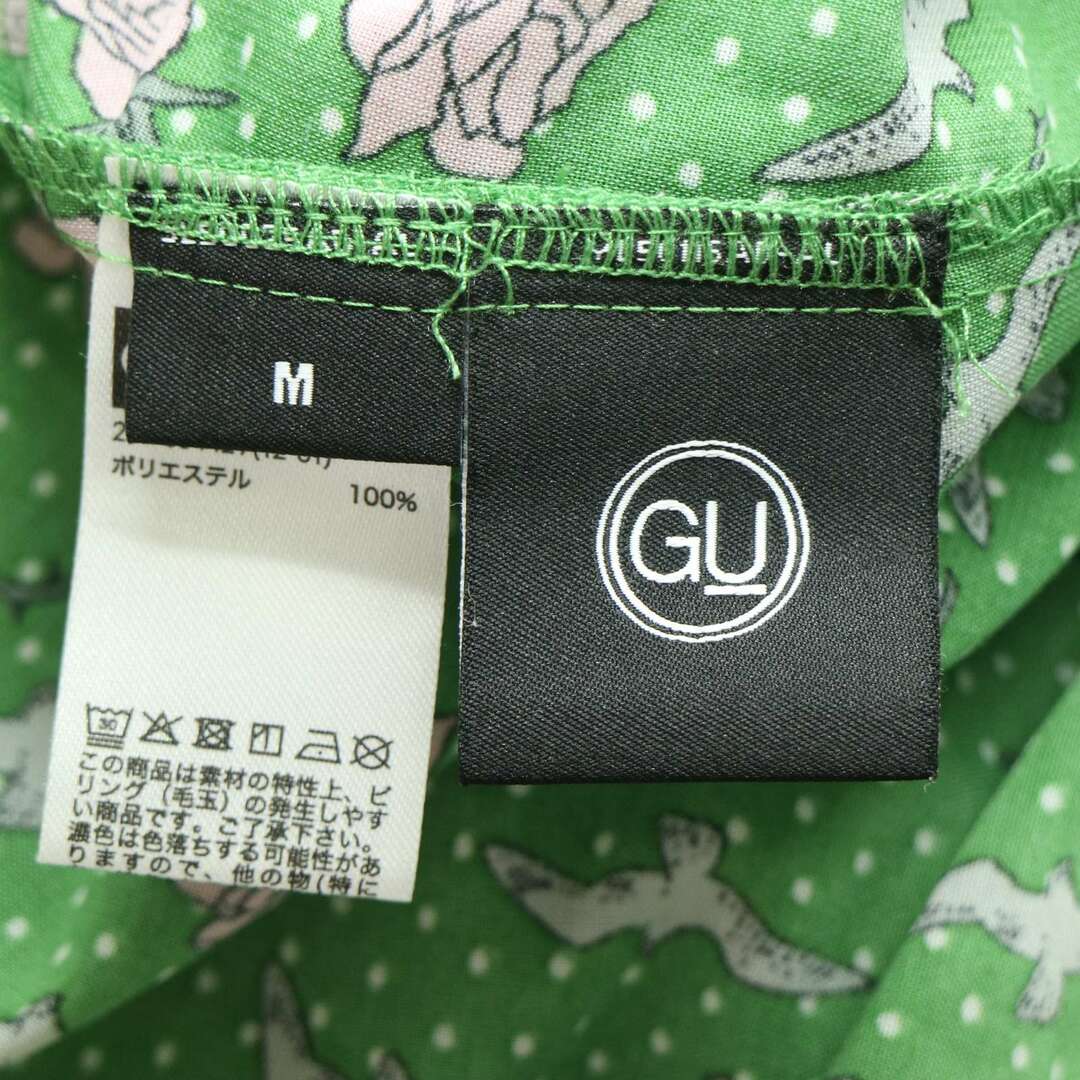 M
GU
ポリエステル 100%
30
この商品は素材の特性上、ピ
リング(毛玉)の発生しやす
い商品です。ご了承下さい。
濃色は色落ちする可能性があ
りますので、他の物(特に